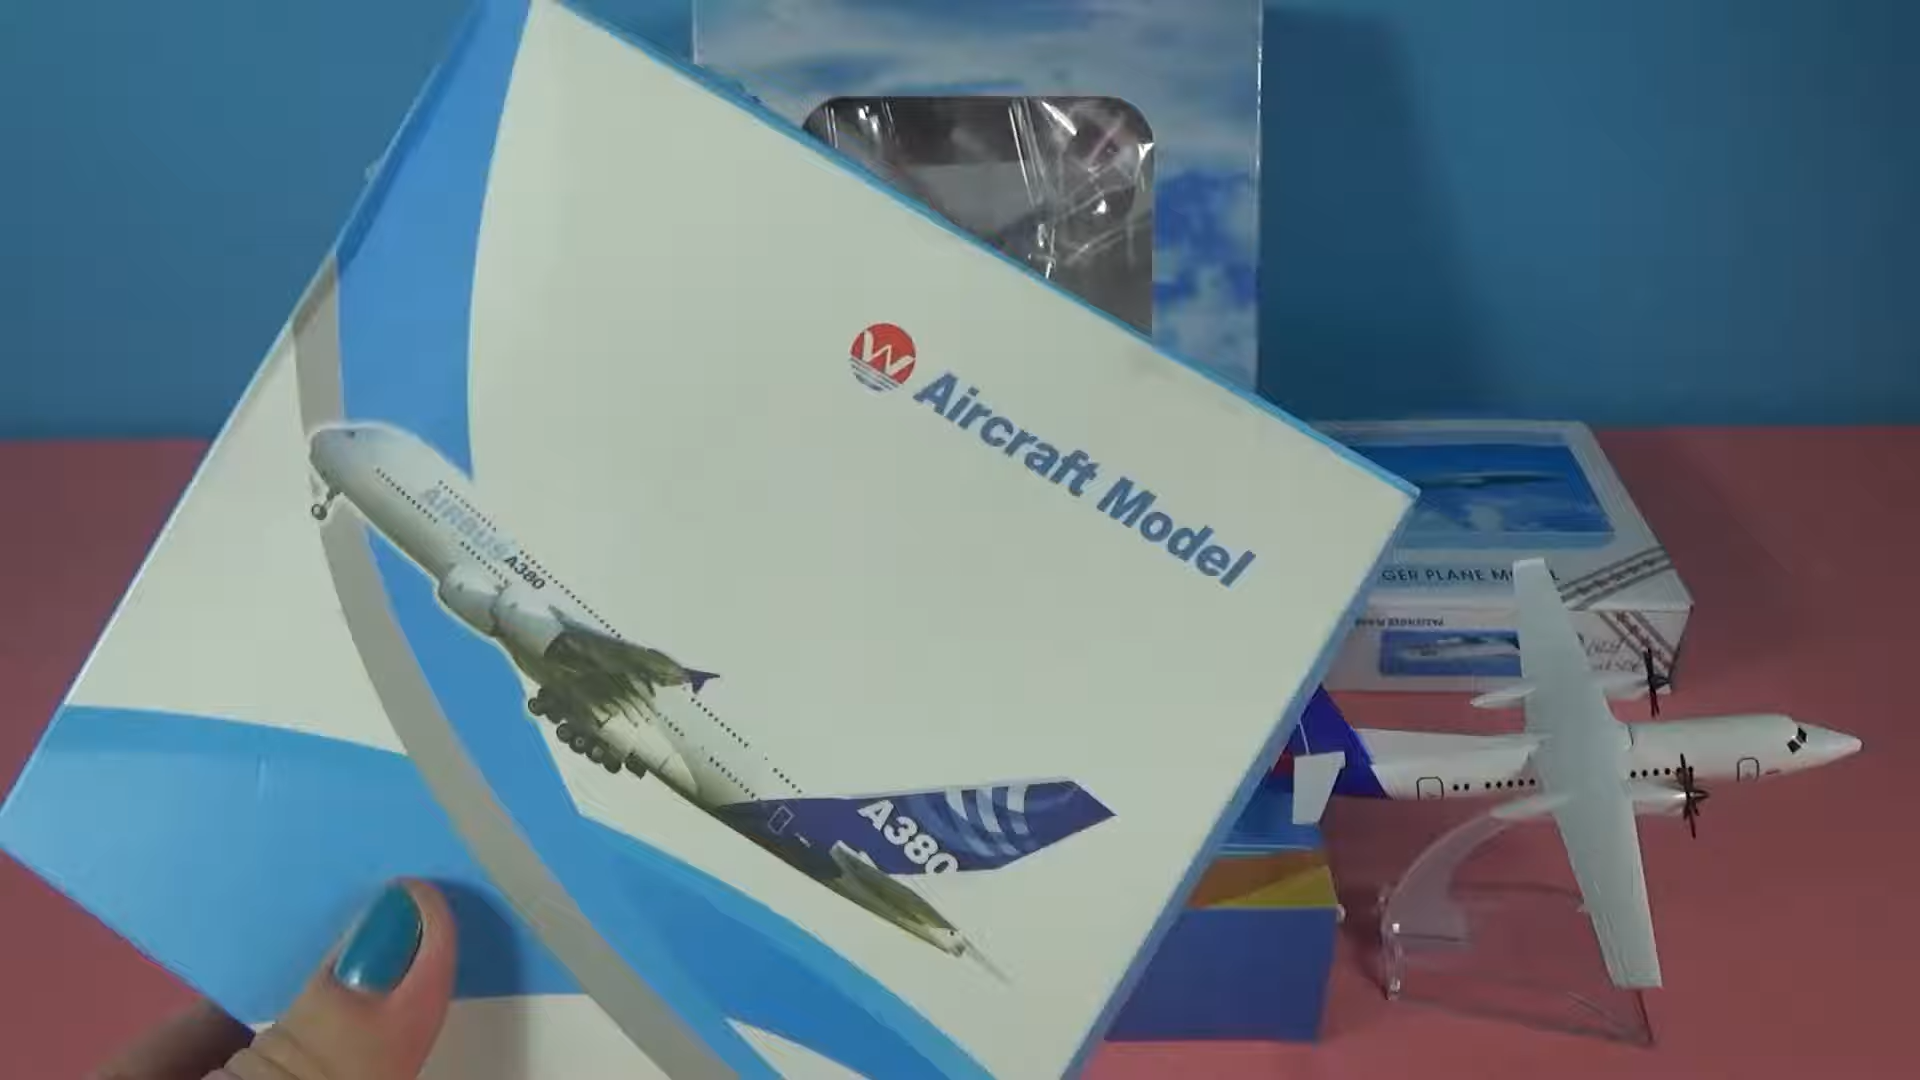 W
Aircraft Model
AIRBUS A380
A380
GER PLANE M